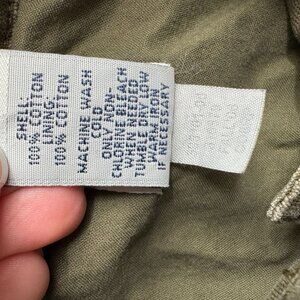 SHELL:
100% COTTON
LINING:
100% COTTON
MACHINE WASH
COLD
ONLY NON-
CHLORINE BLEACH
WHEN NEEDED
TUMBLE DRY LOW
WARM IRON
IF NECESSARY